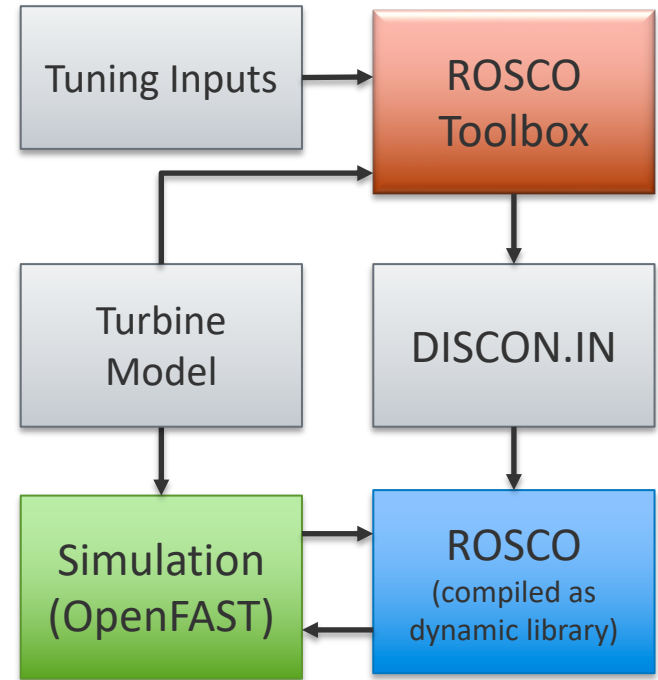 Tuning Inputs
ROSCO
Toolbox
Turbine
Model
DISCON.IN
Simulation
(OpenFAST)
ROSCO
(compiled as
dynamic library)